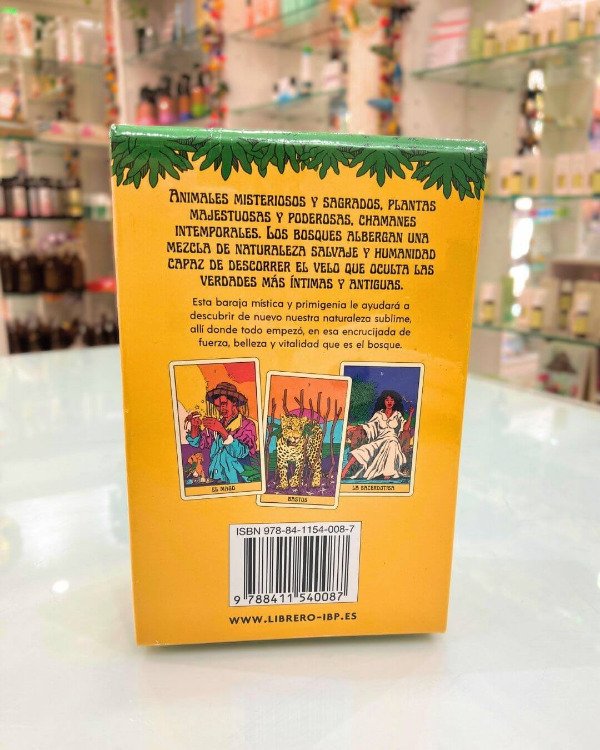 ANIMALES MISTERIOSOS Y SAGRADOS, PLANTAS
MAJESTUOSAS Y PODEROSAS, CHAMANES
INTEMPORALES. LOS BOSQUES ALBERGAN UNA
MEZCLA DE NATURALEZA SALVAJE Y HUMANIDAD
CAPAZ DE DESCORRER EL VELO QUE OCULTA LAS
VERDADES MÁS ÍNTIMAS Y ANTIGUAS.
Esta baraja mística y primigenia le ayudará a
descubrir de nuevo nuestra naturaleza sublime,
allí donde todo empezó, en esa encrucijada de
fuerza, belleza y vitalidad que es el bosque.
EL MAGO
BASTOS
LA SACERDOTISA
ISBN 978-84-1154-008-7
9 788411 540087
WWW.LIBRERO-IBP.ES